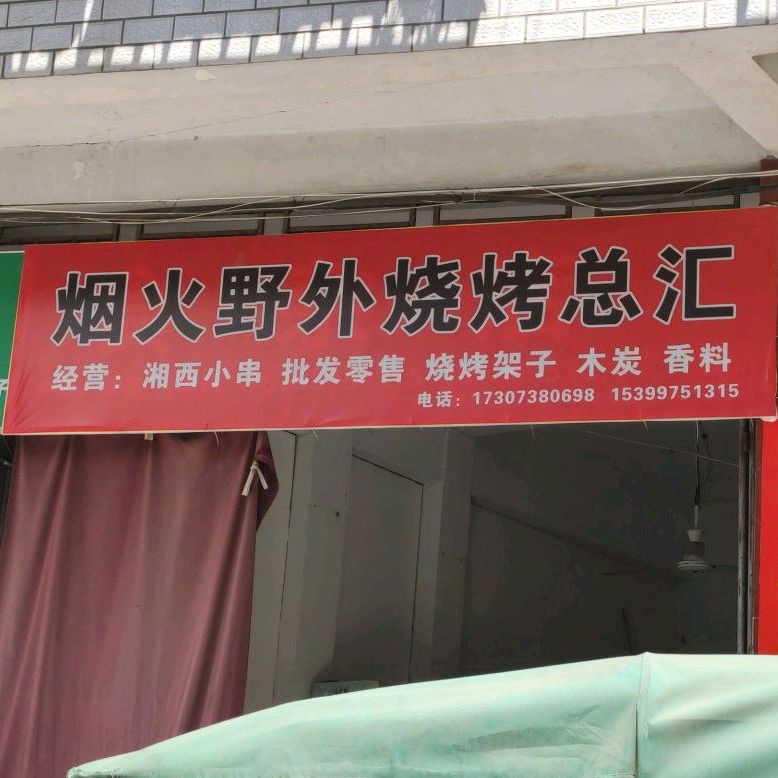 烟火野外烧烤总汇
经营：湘西小串 批发零售 烧烤架子 木炭 香料
电话：17307380698 15399751315